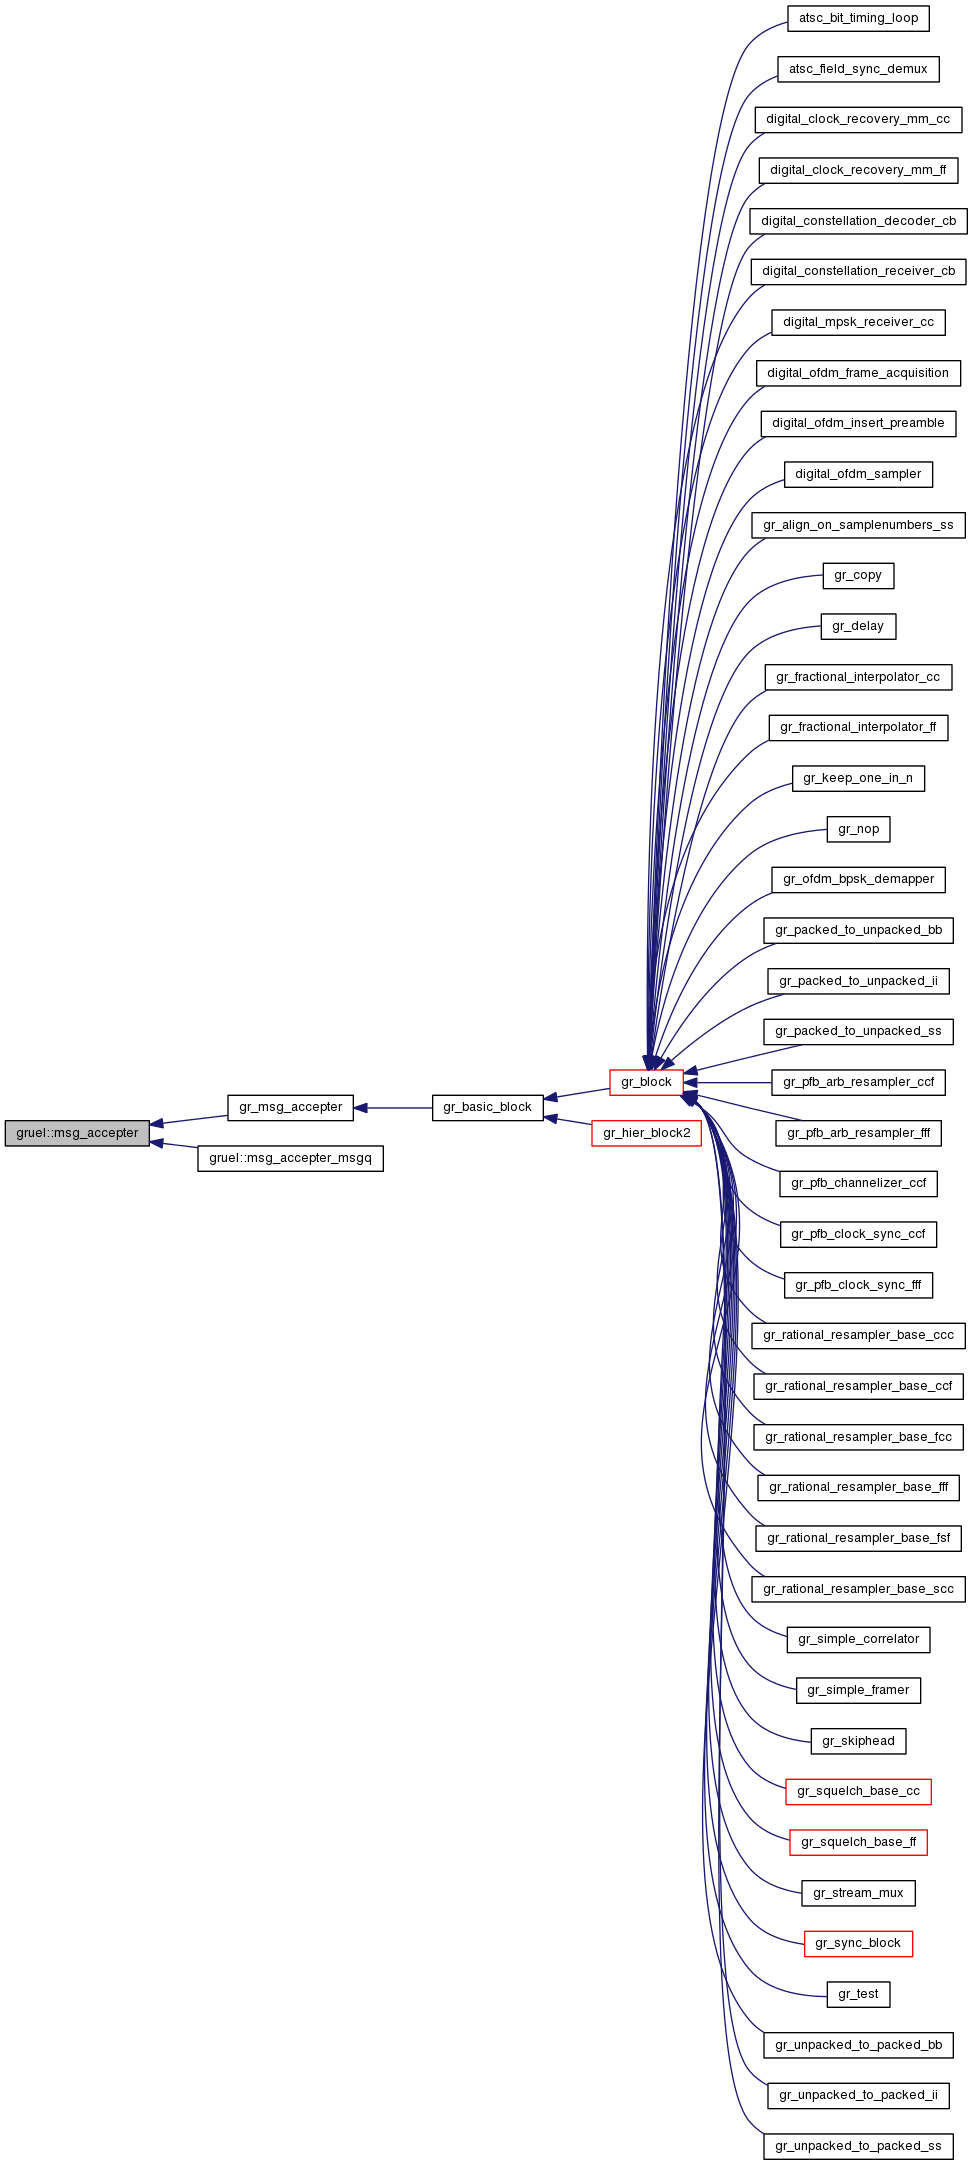 atsc_bit_timing_loop
atsc_field_sync_demux
digital_clock_recovery_mm_cc
digital_clock_recovery_mm_ff
digital_constellation_decoder_cb
digital_constellation_receiver_cb
digital_mpsk_receiver_cc
digital_ofdm_frame_acquisition
digital_ofdm_insert_preamble
digital_ofdm_sampler
gr_align_on_samplenumbers_ss
gr_copy
gr_delay
gr_fractional_interpolator_cc
gr_fractional_interpolator_ff
gr_keep_one_in_n
gr_nop
gr_ofdm_bpsk_demapper
gr_packed_to_unpacked_bb
gr_packed_to_unpacked_ii
gr_packed_to_unpacked_ss
gr_block
gr_pfb_arb_resampler_ccf
gr_msg_accepter
gr_basic_block
gruel::msg_accepter
gr_hier_block2
gr_pfb_arb_resampler_fff
gruel::msg_accepter_msgq
gr_pfb_channelizer_ccf
gr_pfb_clock_sync_ccf
gr_pfb_clock_sync_fff
gr_rational_resampler_base_ccc
gr_rational_resampler_base_ccf
gr_rational_resampler_base_fcc
gr_rational_resampler_base_fff
gr_rational_resampler_base_fsf
gr_rational_resampler_base_scc
gr_simple_correlator
gr_simple_framer
gr_skiphead
gr_squelch_base_cc
gr_squelch_base_ff
gr_stream_mux
gr_sync_block
gr_test
gr_unpacked_to_packed_bb
gr_unpacked_to_packed_ii
gr_unpacked_to_packed_ss